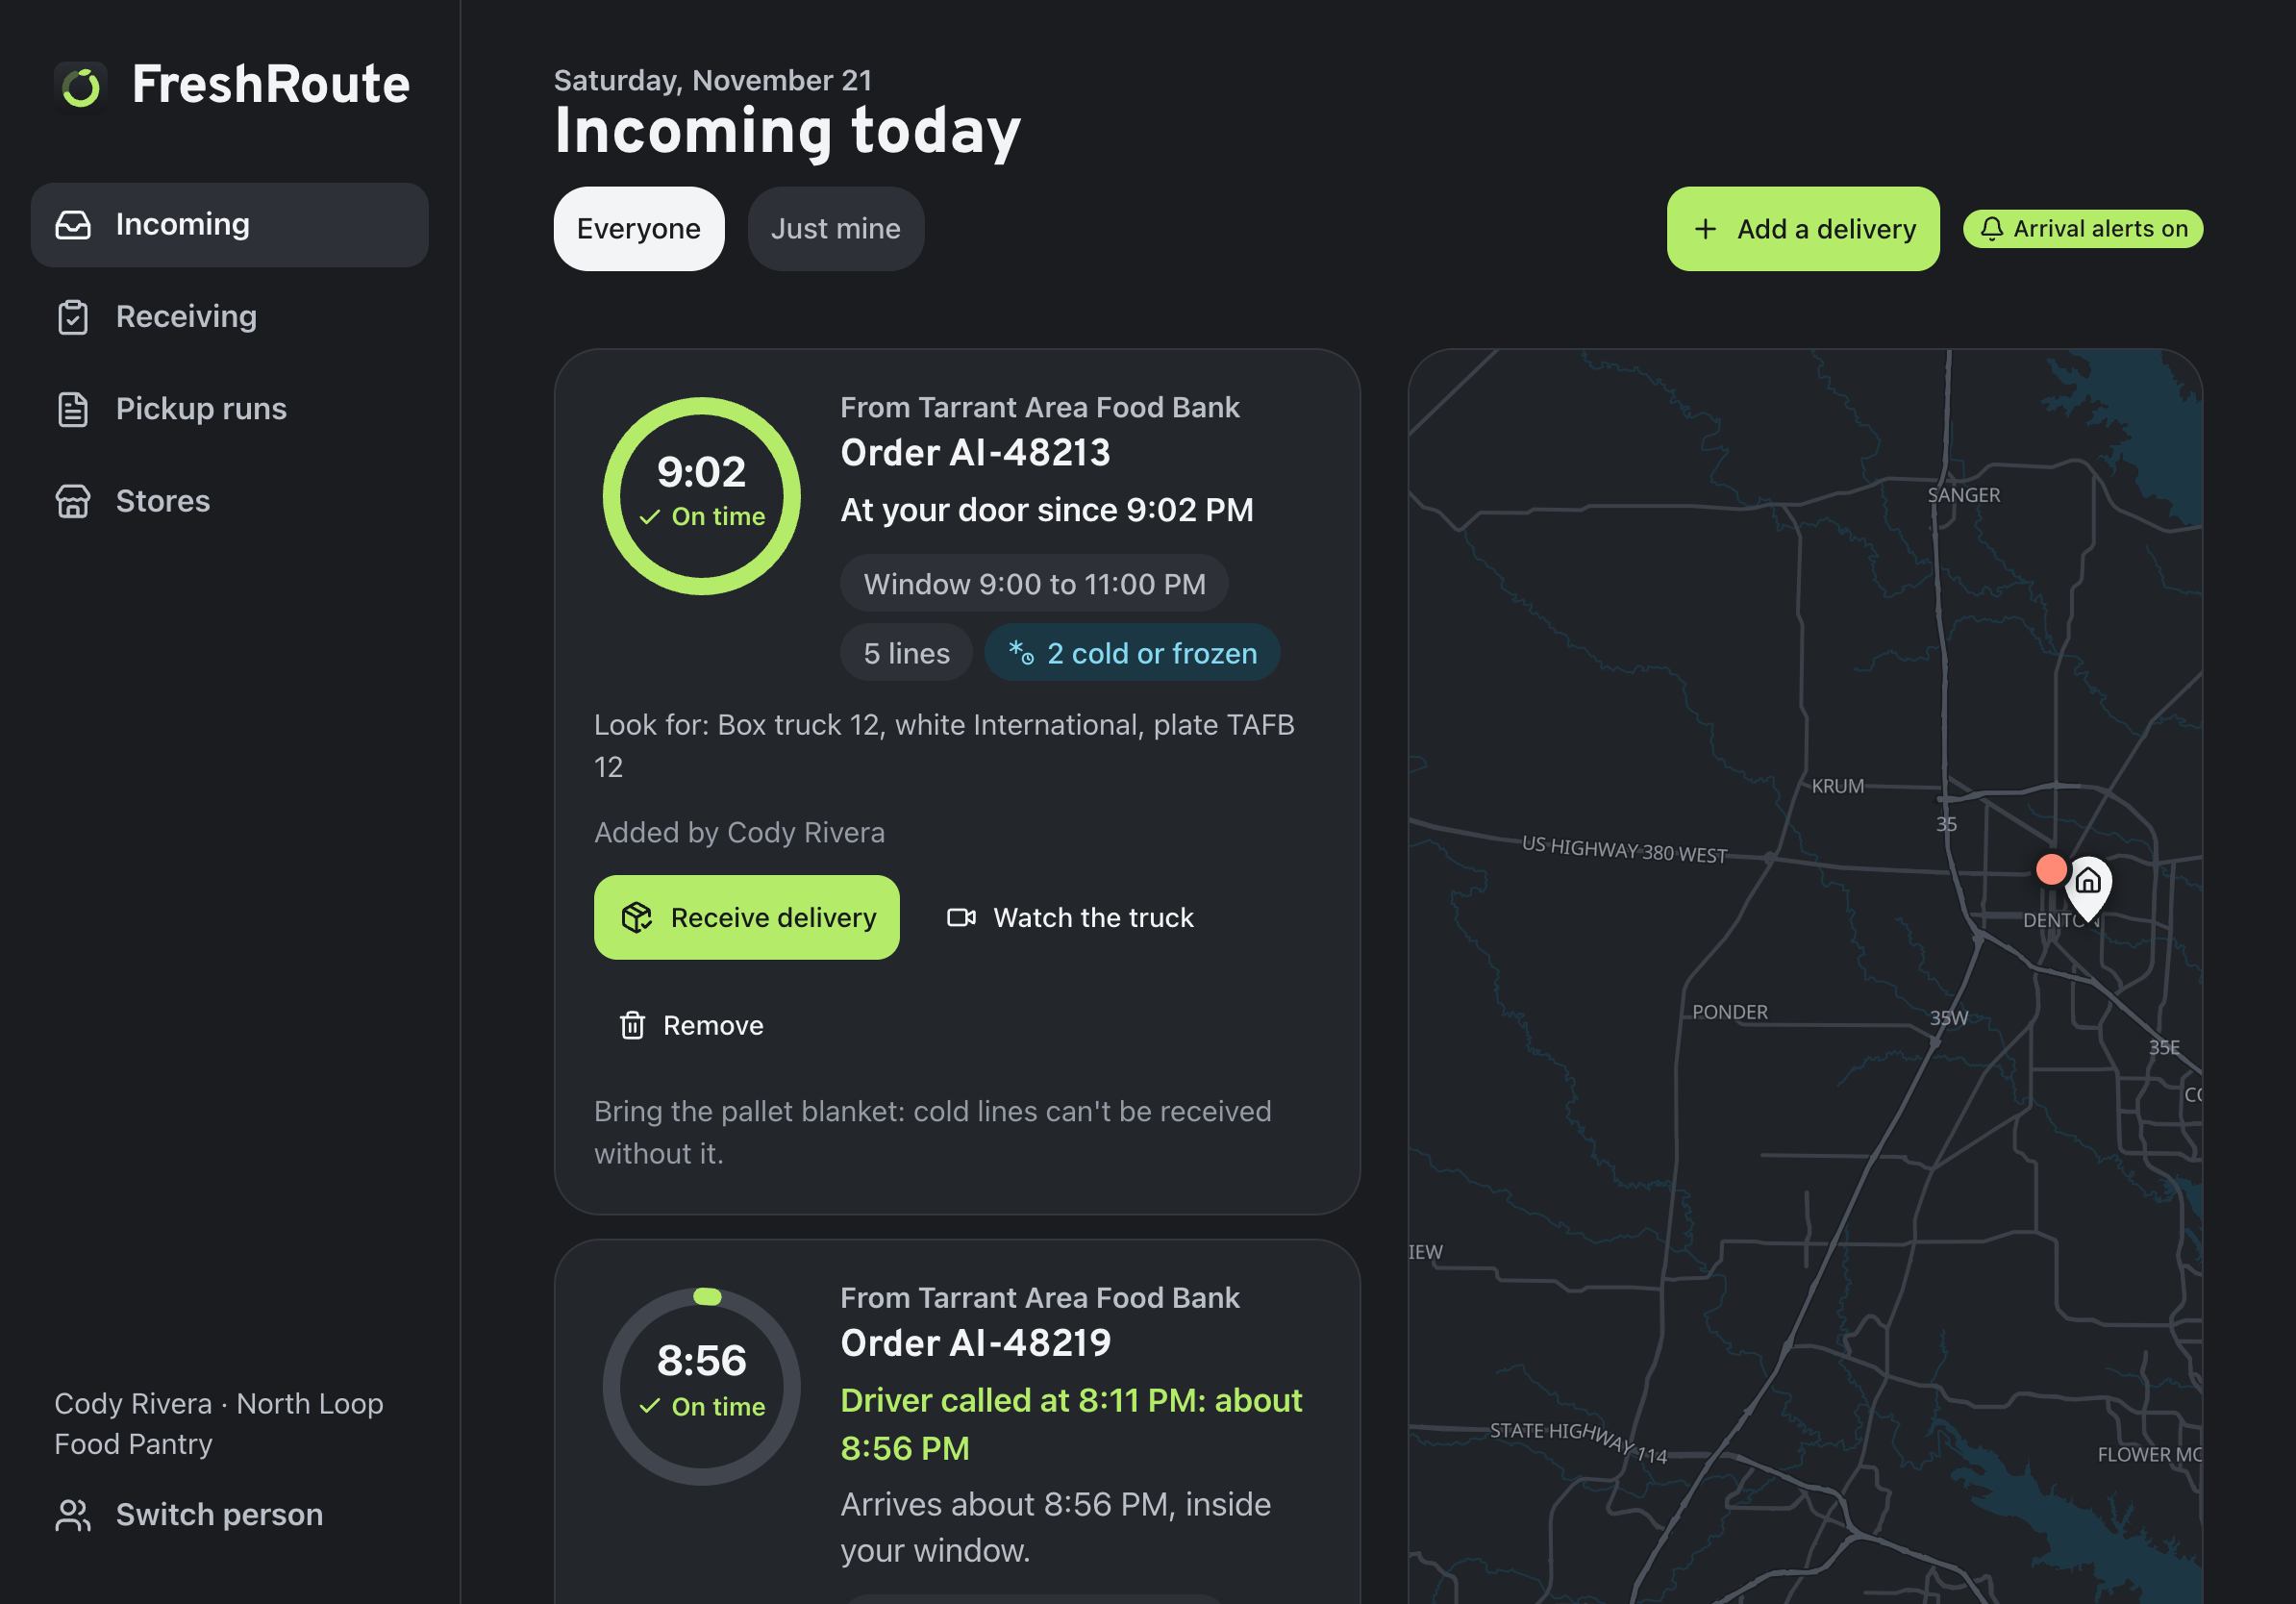 FreshRoute
Incoming
Receiving
Pickup runs
Stores
Cody Rivera · North Loop
Food Pantry
Switch person
Saturday, November 21
Incoming today
Everyone
Just mine
Add a delivery
Arrival alerts on
9:02
On time
From Tarrant Area Food Bank
Order AI-48213
At your door since 9:02 PM
Window 9:00 to 11:00 PM
5 lines
2 cold or frozen
Look for: Box truck 12, white International, plate TAFB
12
Added by Cody Rivera
Receive delivery
Watch the truck
Remove
Bring the pallet blanket: cold lines can't be received
without it.
8:56
On time
From Tarrant Area Food Bank
Order AI-48219
Driver called at 8:11 PM: about
8:56 PM
Arrives about 8:56 PM, inside
your window.
SANGER
KRUM
35
US HIGHWAY 380 WEST
DENTON
PONDER
35W
35E
CO
IEW
STATE HIGHWAY 114
FLOWER MO